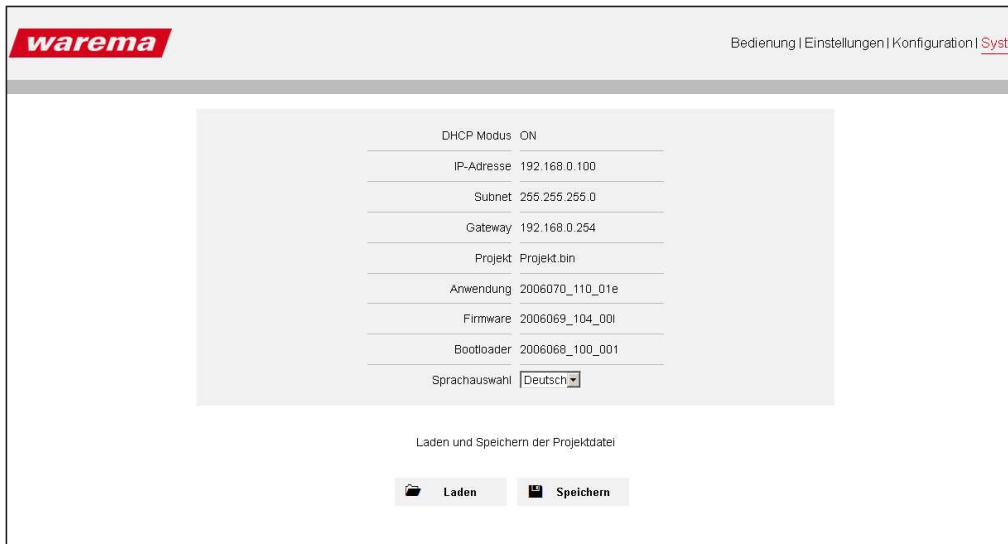 warema
Bedienung | Einstellungen | Konfiguration | Syst
DHCP Modus ON
IP-Adresse 192.168.0.100
Subnet 255.255.255.0
Gateway 192.168.0.254
Projekt Projekt.bin
Anwendung 2006070_110_01e
Firmware 2006069_104_00l
Bootloader 2006068_100_001
Sprachauswahl Deutsch
Laden und Speichern der Projektdatei
Laden Speichern